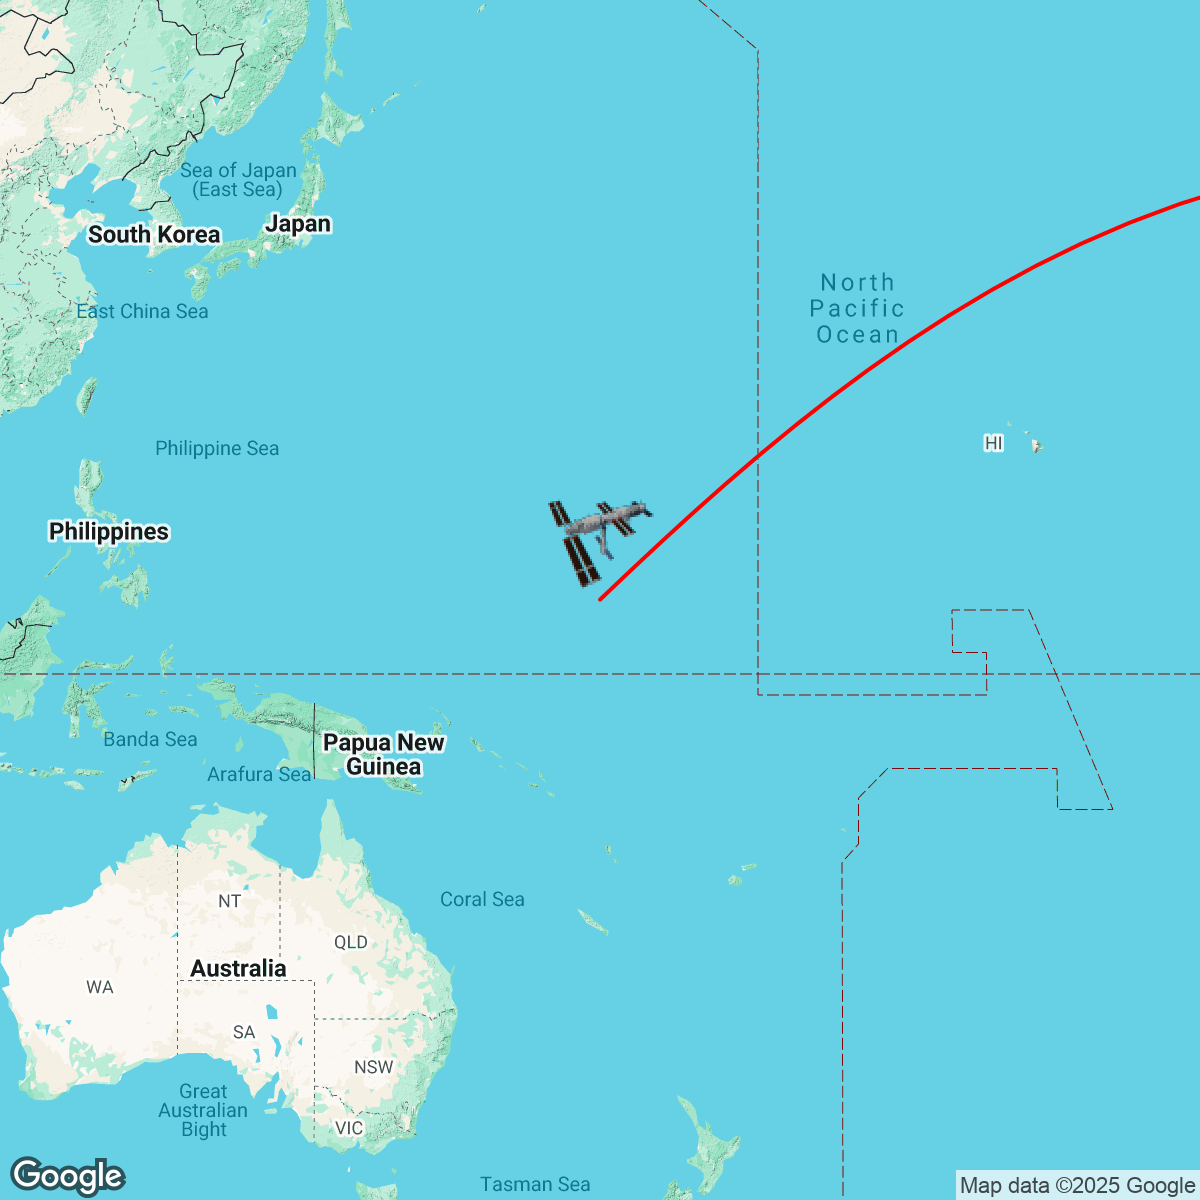 Sea of Japan
(East Sea)
Japan
South Korea
North
Pacific
Ocean
East China Sea
HI
Philippine Sea
Philippines
Banda Sea
Papua New
Guinea
Arafura Sea
NT
Coral Sea
QLD
Australia
WA
SA
NSW
Great
Australian
Bight
VIC
Tasman Sea
Google
Map data ©2025 Google